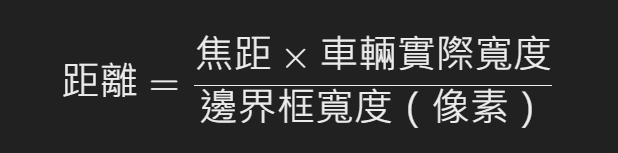 距離 = 焦距 × 車輛實際寬度
邊界框寬度 ( 像素 )